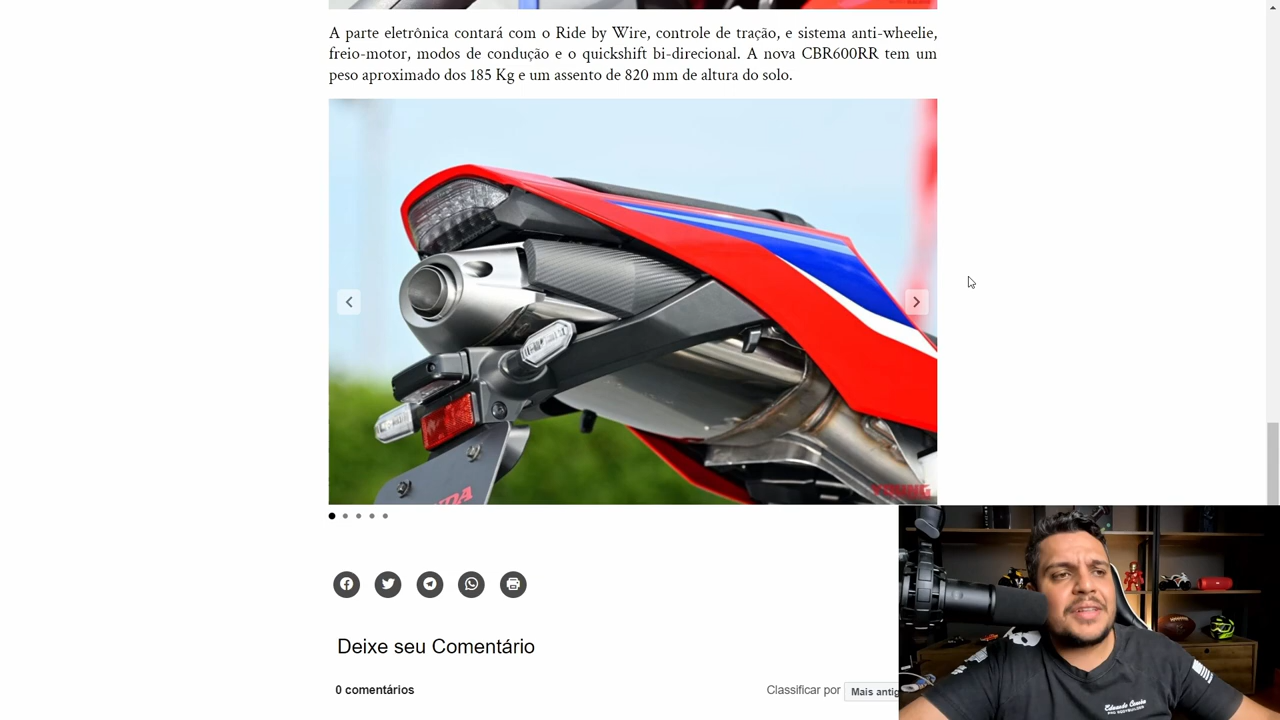 A parte eletrônica contará com o Ride by Wire, controle de tração, e sistema anti-wheelie,
freio-motor, modos de condução e o quickshift bi-direcional. A nova CBR600RR tem um
peso aproximado dos 185 Kg e um assento de 820 mm de altura do solo.
Deixe seu Comentário
0 comentários
Classificar por
Mais antig